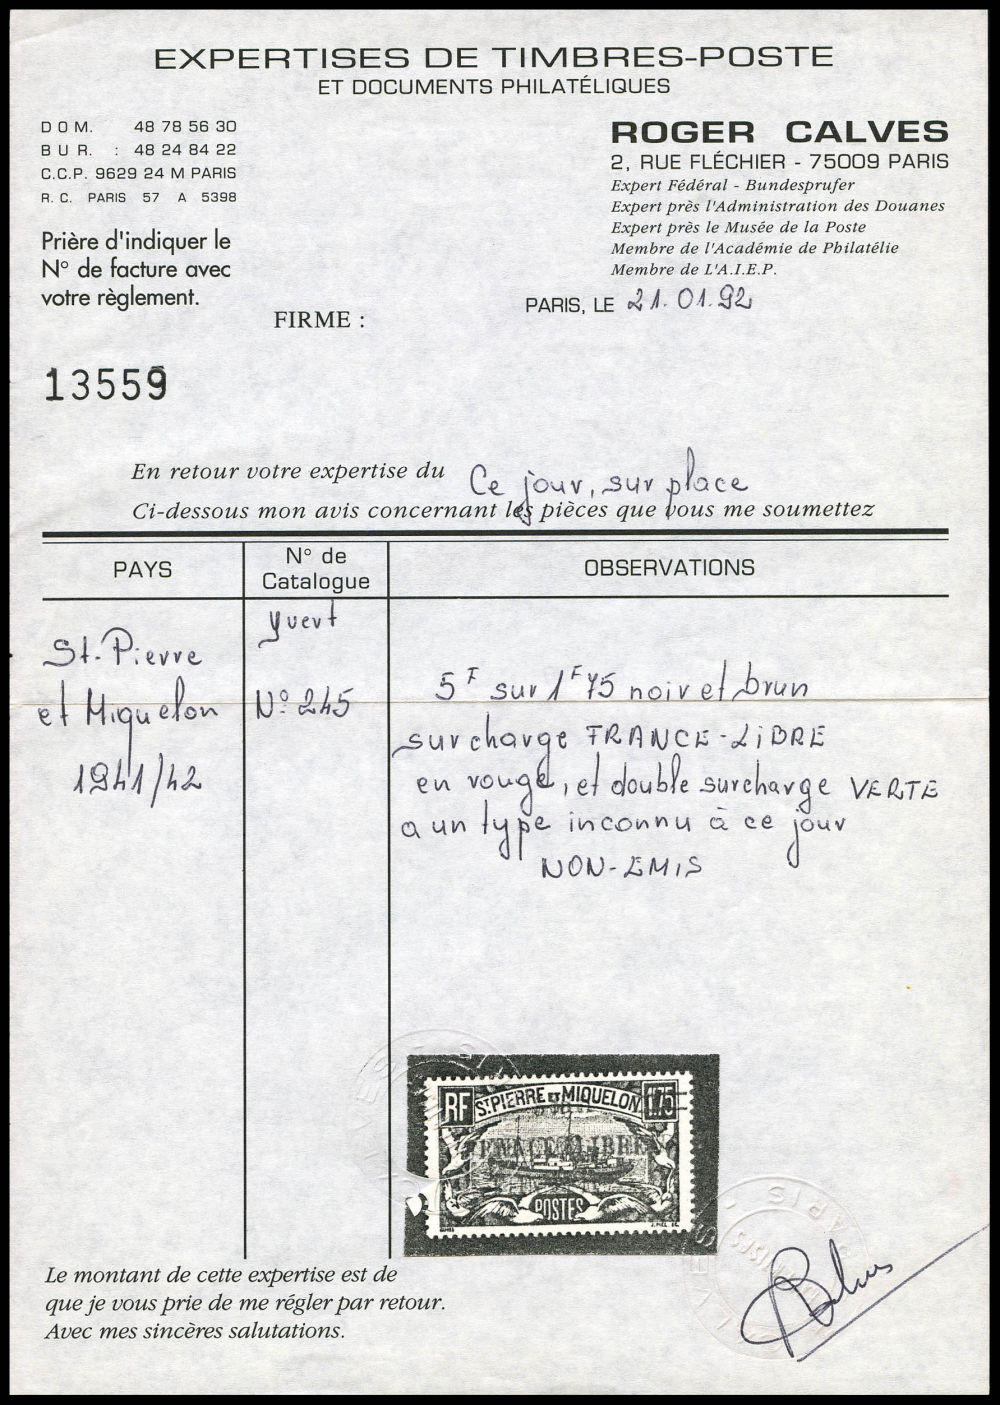 EXPERTISES DE TIMBRES-POSTE
ET DOCUMENTS PHILATÉLIQUES
DOM. 48 78 56 30
BUR. : 48 24 84 22
C.C.P. 9629 24 M PARIS
R.C. PARIS 57 A 5398
Prière d'indiquer le
N° de facture avec
votre règlement.
ROGER CALVES
2, RUE FLÉCHIER - 75009 PARIS
Expert Fédéral - Bundesprufer
Expert près l'Administration des Douanes
Expert près le Musée de la Poste
Membre de l'Académie de Philatélie
Membre de L'A.I.E.P.
PARIS, LE 21.01.92
FIRME :
13559
En retour votre expertise du Ce jour, sur place
Ci-dessous mon avis concernant les pièces que vous me soumettez
PAYS
N° de
Catalogue
OBSERVATIONS
St. Pierre
et Miquelon
1941/42
Yvert
N° 245
5F sur 1F75 noir et brun
surcharge FRANCE-LIBRE
en rouge, et double surcharge VERTE
a un type inconnu à ce jour
NON-EMIS
RF ST PIERRE ET MIQUELON 1F75
POSTES
Le montant de cette expertise est de
que je vous prie de me régler par retour.
Avec mes sincères salutations.